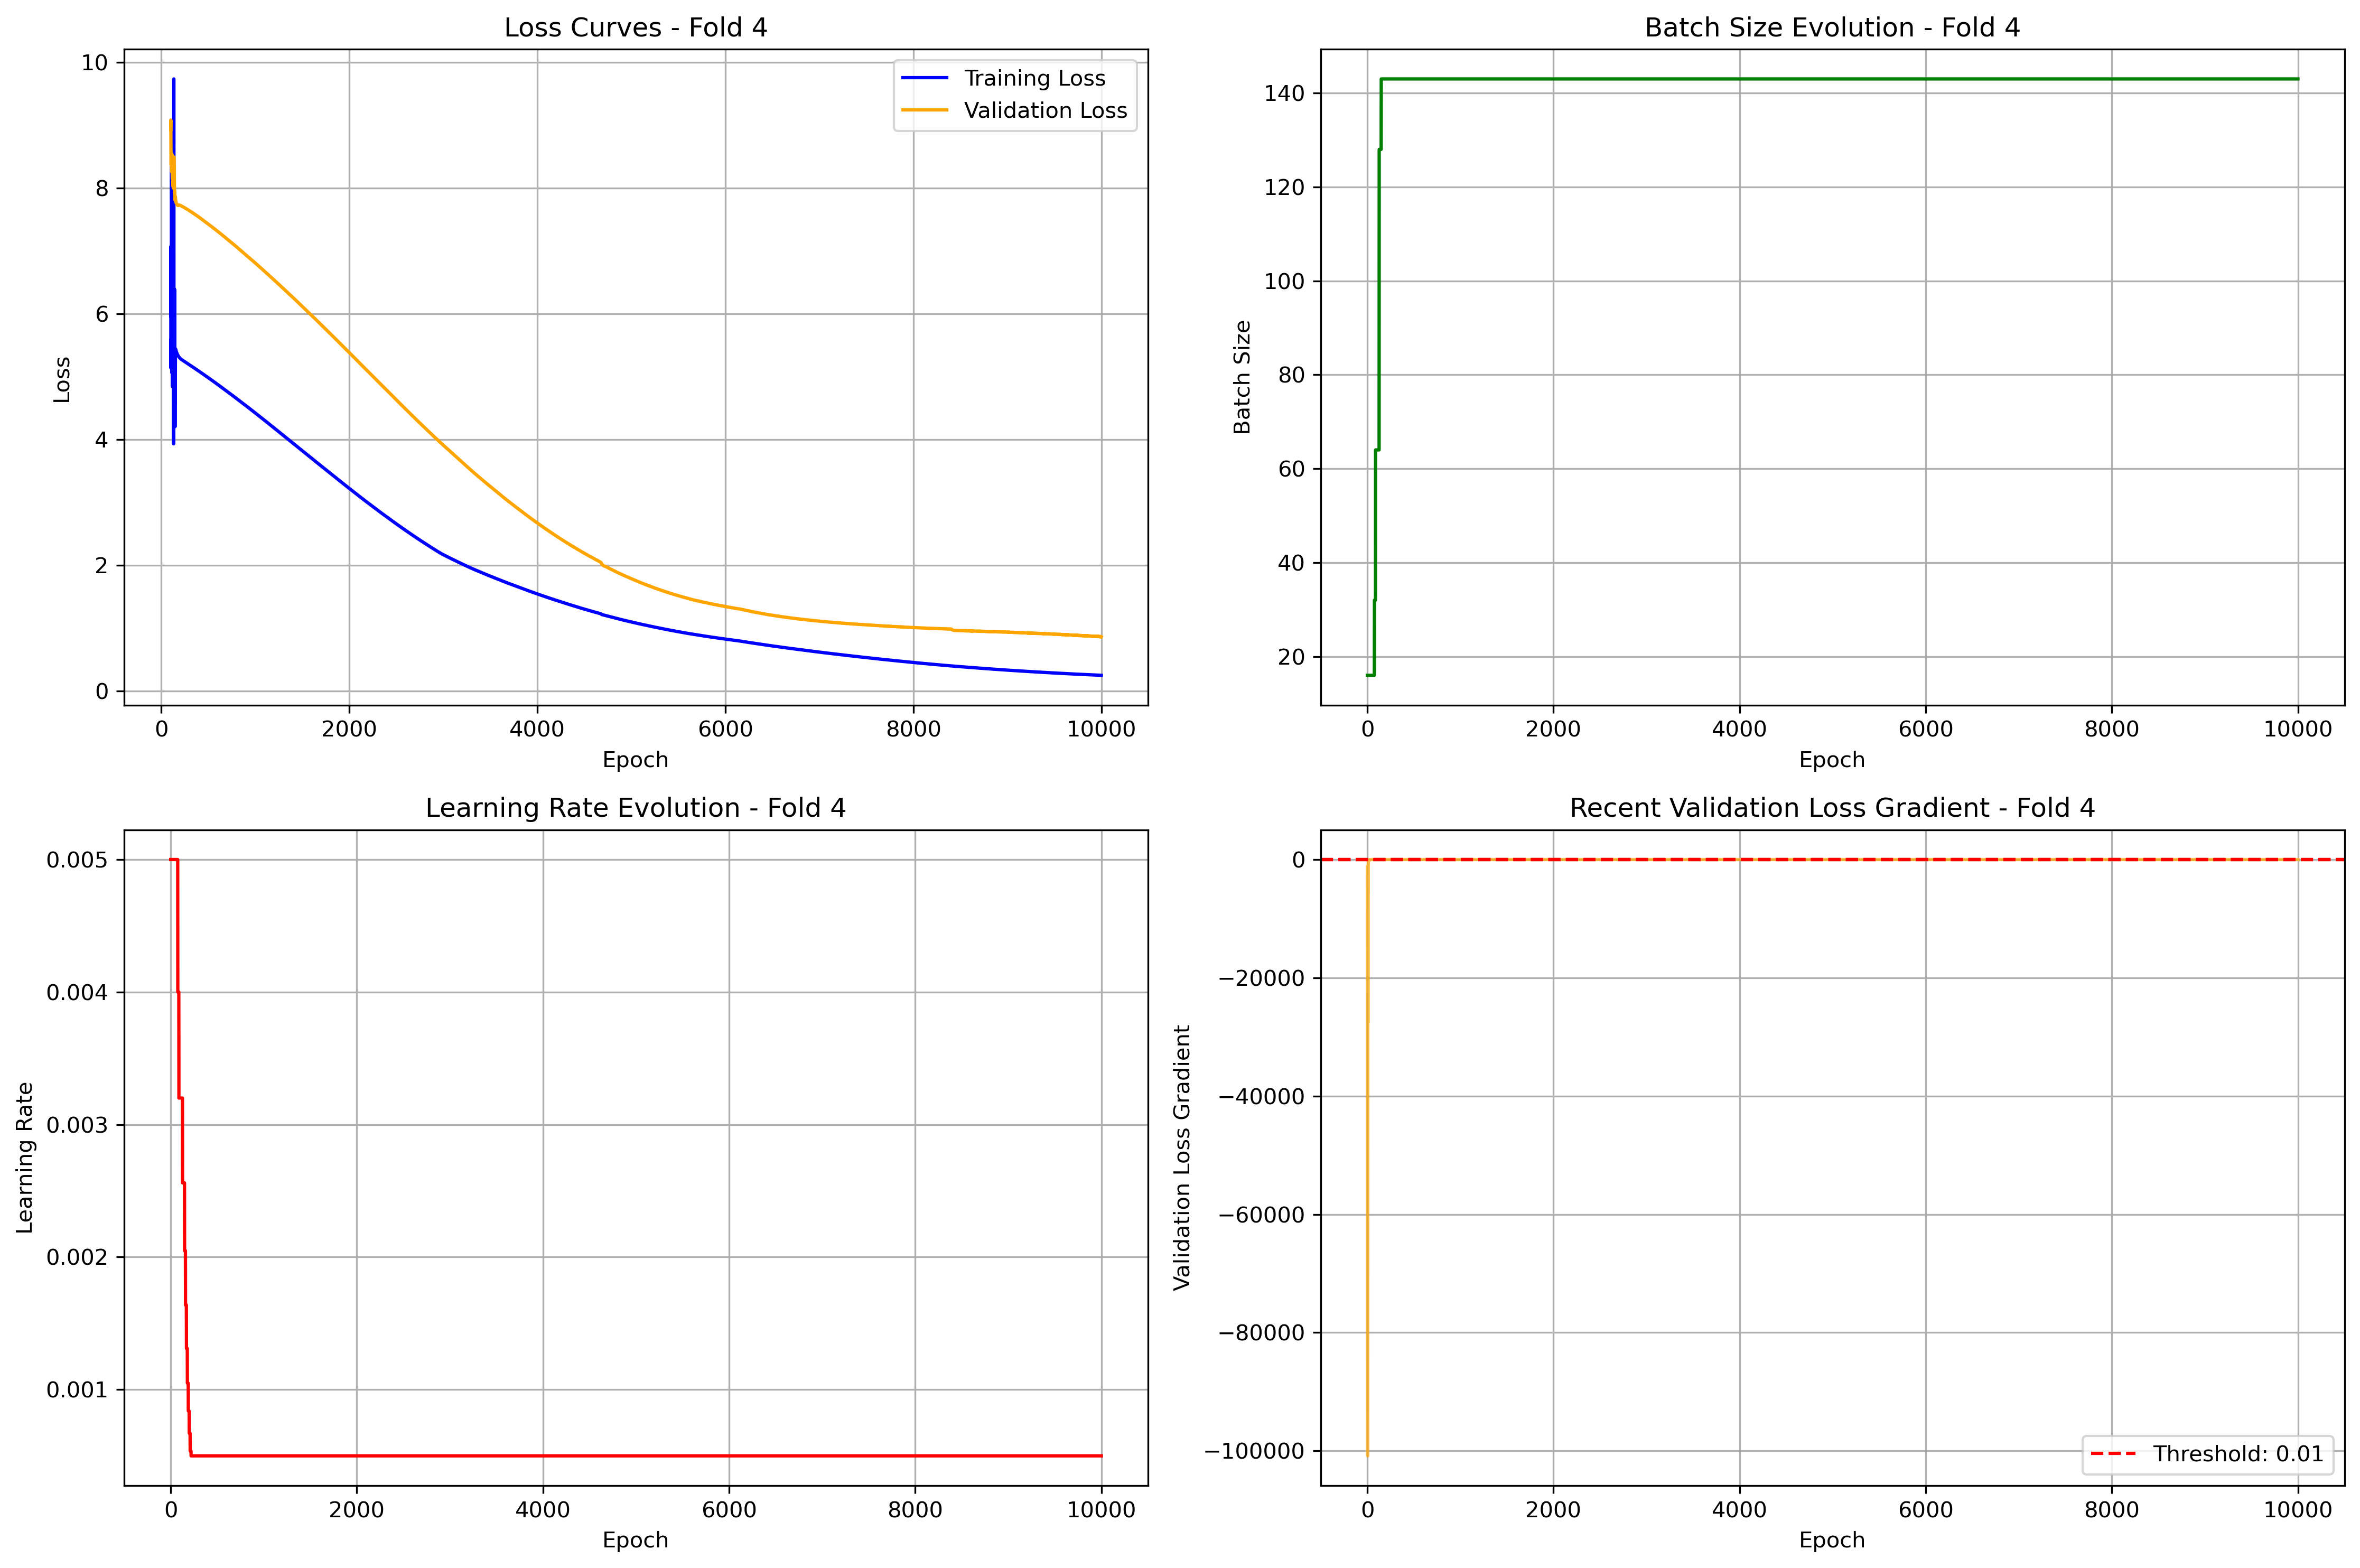 Loss Curves - Fold 4
10
8
6
4
2
0
Loss
Training Loss
Validation Loss
0 2000 4000 6000 8000 10000
Epoch
Batch Size Evolution - Fold 4
140
120
100
80
60
40
20
Batch Size
0 2000 4000 6000 8000 10000
Epoch
Learning Rate Evolution - Fold 4
0.005
0.004
0.003
0.002
0.001
Learning Rate
0 2000 4000 6000 8000 10000
Epoch
Recent Validation Loss Gradient - Fold 4
0
−20000
−40000
−60000
−80000
−100000
Validation Loss Gradient
Threshold: 0.01
0 2000 4000 6000 8000 10000
Epoch